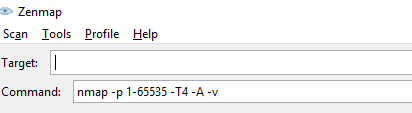 Zenmap
Scan Tools Profile Help
Target:
Command: nmap -p 1-65535 -T4 -A -v